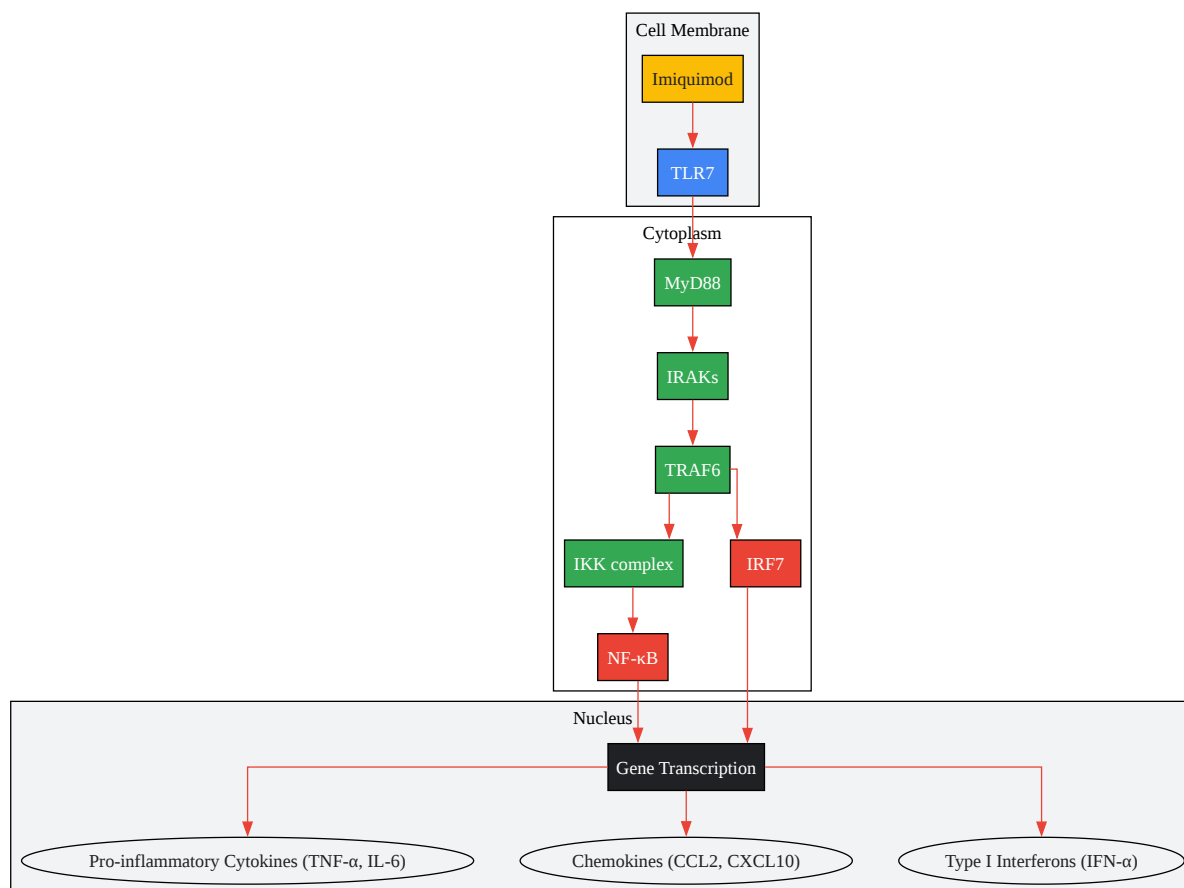 Cell Membrane
Imiquimod
TLR7
Cytoplasm
MyD88
IRAKs
TRAF6
IKK complex
IRF7
NF-κB
Nucleus
Gene Transcription
Pro-inflammatory Cytokines (TNF-α, IL-6)
Chemokines (CCL2, CXCL10)
Type I Interferons (IFN-α)